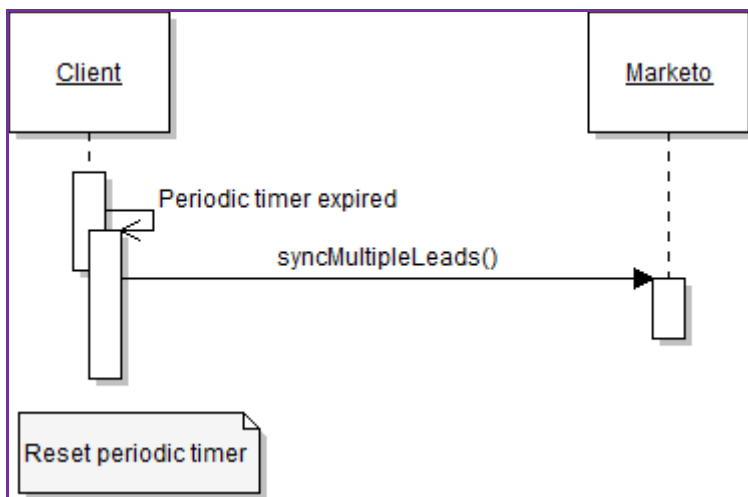 Client
Marketo
Periodic timer expired
syncMultipleLeads()
Reset periodic timer